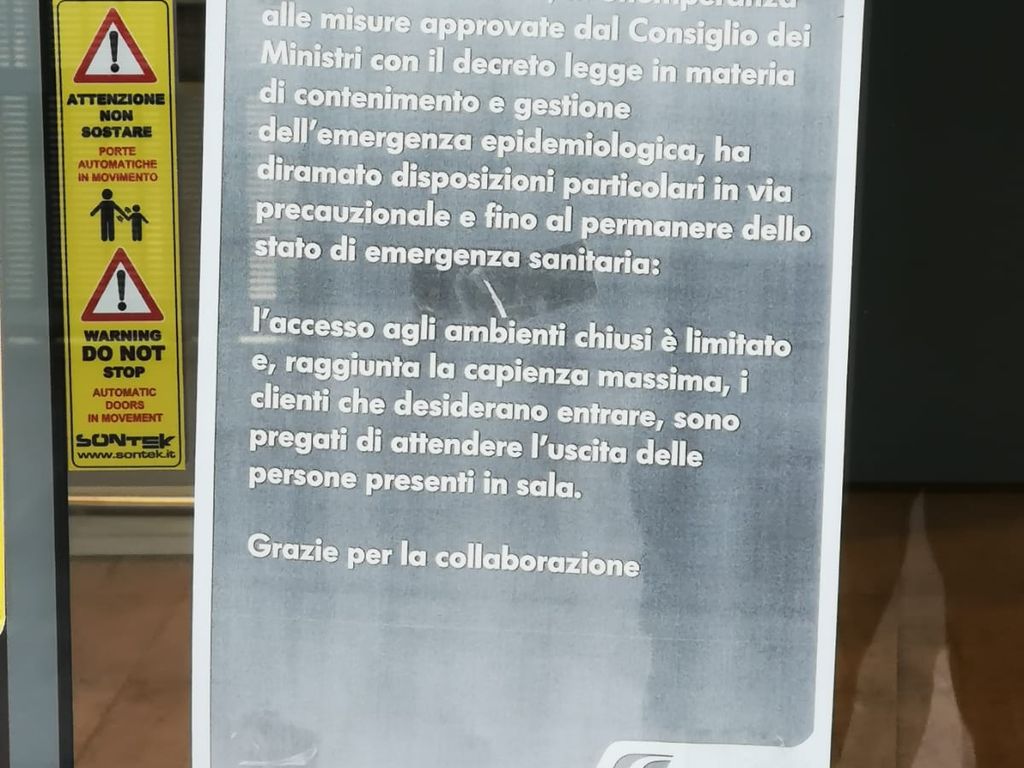 ATTENZIONE
NON
SOSTARE
PORTE
AUTOMATICHE
IN MOVIMENTO
WARNING
DO NOT
STOP
AUTOMATIC
DOORS
IN MOVEMENT
SONTEK
www.sontek.it
alle misure approvate dal Consiglio dei
Ministri con il decreto legge in materia
di contenimento e gestione
dell'emergenza epidemiologica, ha
diramato disposizioni particolari in via
precauzionale e fino al permanere dello
stato di emergenza sanitaria:
l'accesso agli ambienti chiusi è limitato
e, raggiunta la capienza massima, i
clienti che desiderano entrare, sono
pregati di attendere l'uscita delle
persone presenti in sala.
Grazie per la collaborazione